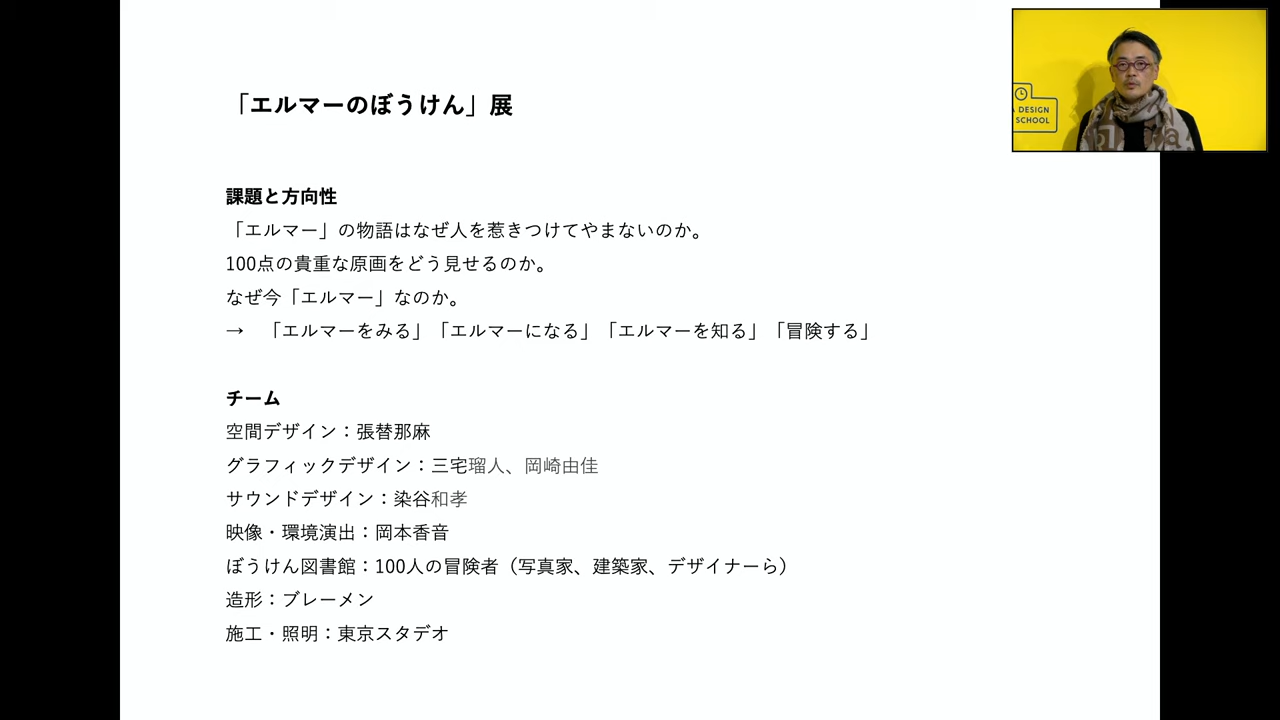 「エルマーのぼうけん」展
課題と方向性
「エルマー」の物語はなぜ人を惹きつけてやまないのか。
100点の貴重な原画をどう見せるのか。
なぜ今「エルマー」なのか。
→　「エルマーをみる」「エルマーになる」「エルマーを知る」「冒険する」
チーム
空間デザイン：張替那麻
グラフィックデザイン：三宅瑠人、岡崎由佳
サウンドデザイン：染谷和孝
映像・環境演出：岡本香音
ぼうけん図書館：100人の冒険者（写真家、建築家、デザイナーら）
造形：ブレーメン
施工・照明：東京スタデオ
A DESIGN
SCHOOL